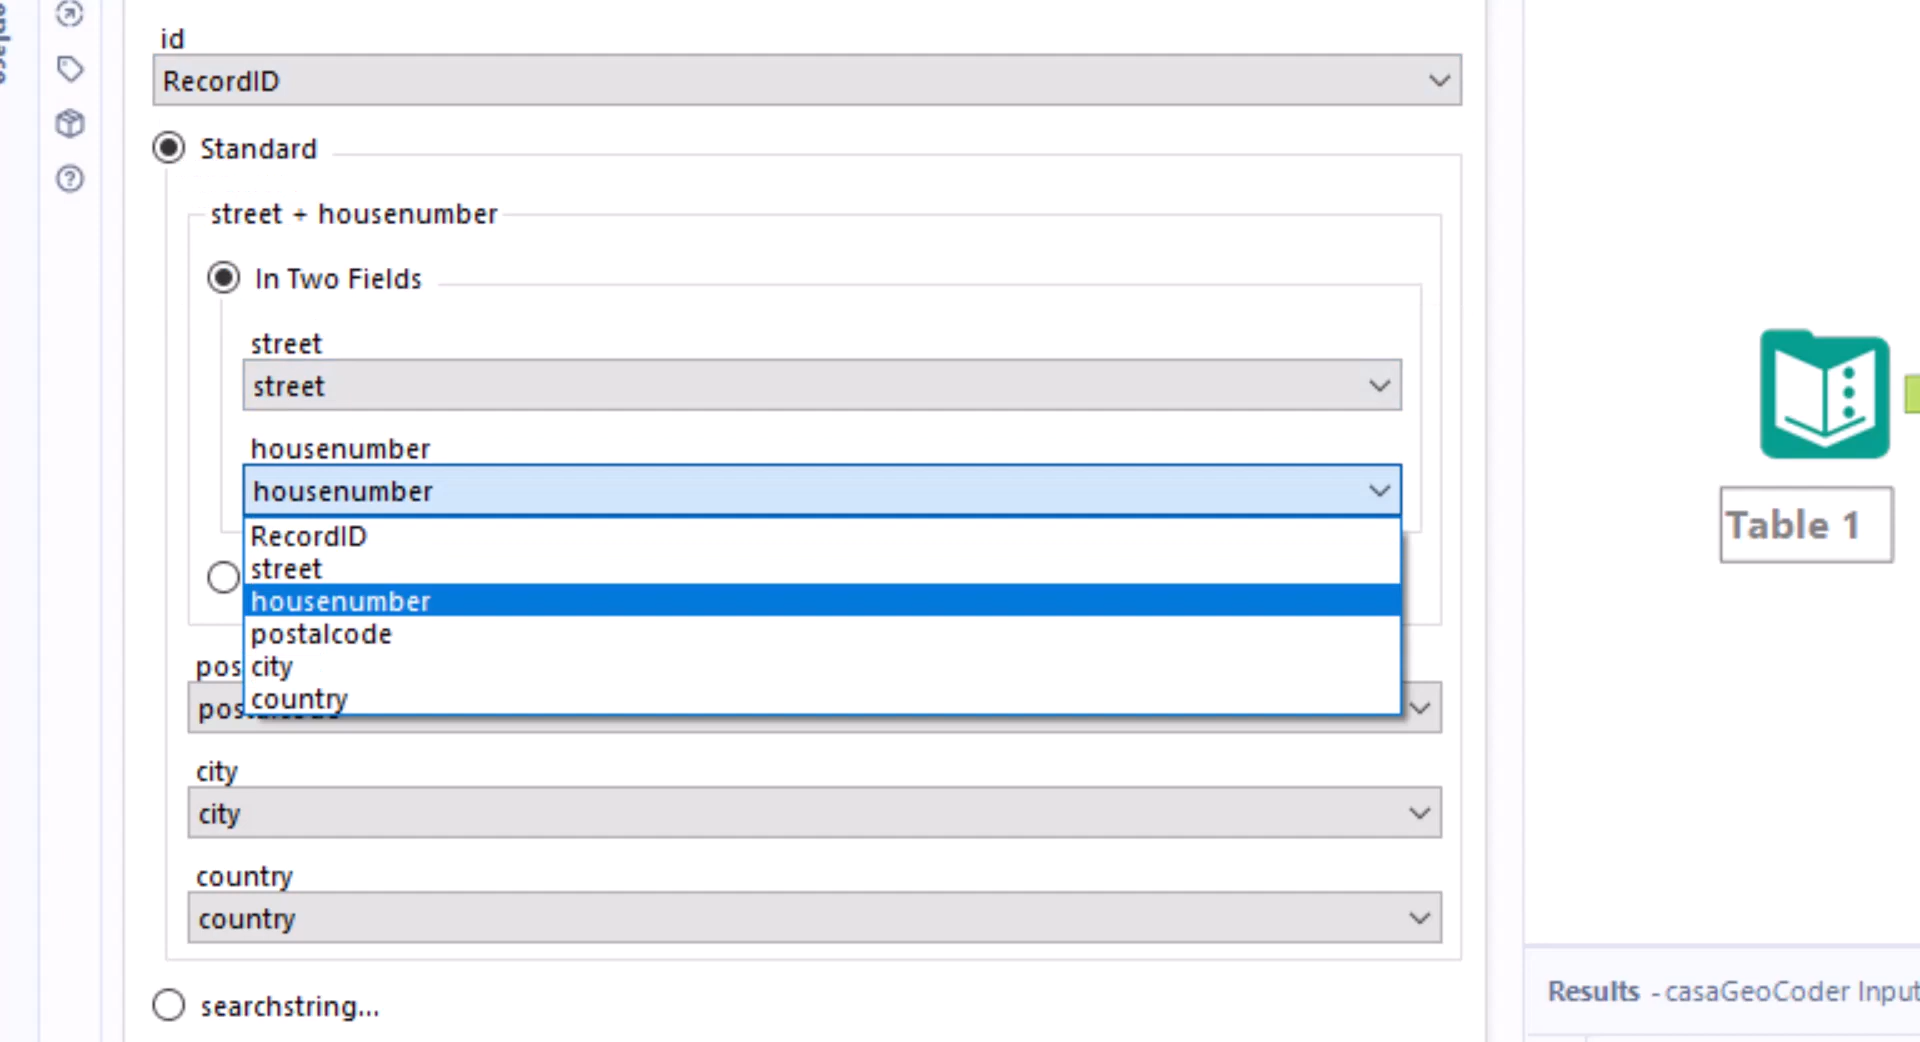 id
RecordID
Standard
street + housenumber
In Two Fields
street
street
housenumber
housenumber
RecordID
street
housenumber
postalcode
city
country
city
city
country
country
searchstring...
Table 1
Results - casaGeoCoder Input